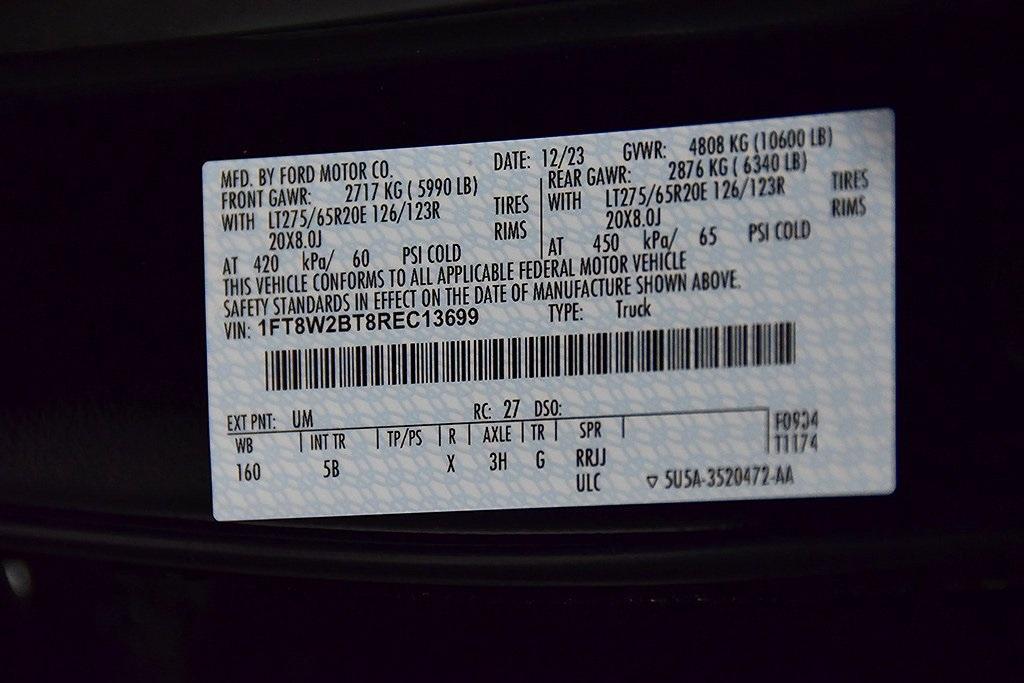 MFD. BY FORD MOTOR CO. DATE: 12/23 GVWR: 4808 KG (10600 LB)
FRONT GAWR: 2717 KG ( 5990 LB) REAR GAWR: 2876 KG ( 6340 LB)
WITH LT275/65R20E 126/123R TIRES WITH LT275/65R20E 126/123R TIRES
20X8.0J RIMS 20X8.0J RIMS
AT 420 kPa/ 60 PSI COLD AT 450 kPa/ 65 PSI COLD
THIS VEHICLE CONFORMS TO ALL APPLICABLE FEDERAL MOTOR VEHICLE
SAFETY STANDARDS IN EFFECT ON THE DATE OF MANUFACTURE SHOWN ABOVE.
VIN: 1FT8W2BT8REC13699 TYPE: Truck
EXT PNT: UM RC: 27 DSO:
WB INT TR TP/PS R AXLE TR SPR F0934
160 5B X 3H G RRJJ T1174
ULC ▽ 5U5A-3520472-AA